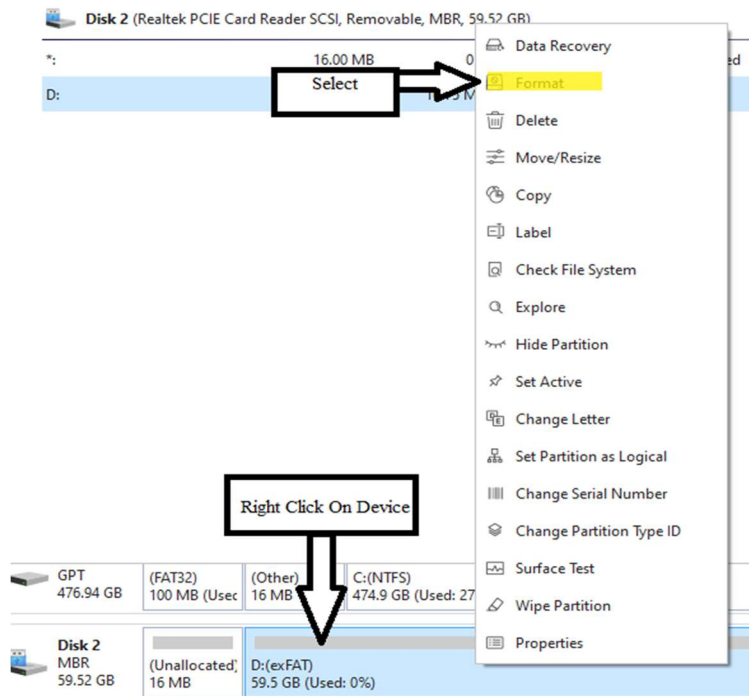 Disk 2 (Realtek PCIE Card Reader SCSI, Removable, MBR, 59.52 GB)
*: 16.00 MB 0
D:
Select
Data Recovery
Format
Delete
Move/Resize
Copy
Label
Check File System
Explore
Hide Partition
Set Active
Change Letter
Set Partition as Logical
Change Serial Number
Change Partition Type ID
Surface Test
Wipe Partition
Properties
Right Click On Device
GPT
476.94 GB
(FAT32)
100 MB (Used
(Other)
16 MB
C:(NTFS)
474.9 GB (Used: 27
Disk 2
MBR
59.52 GB
(Unallocated)
16 MB
D:(exFAT)
59.5 GB (Used: 0%)